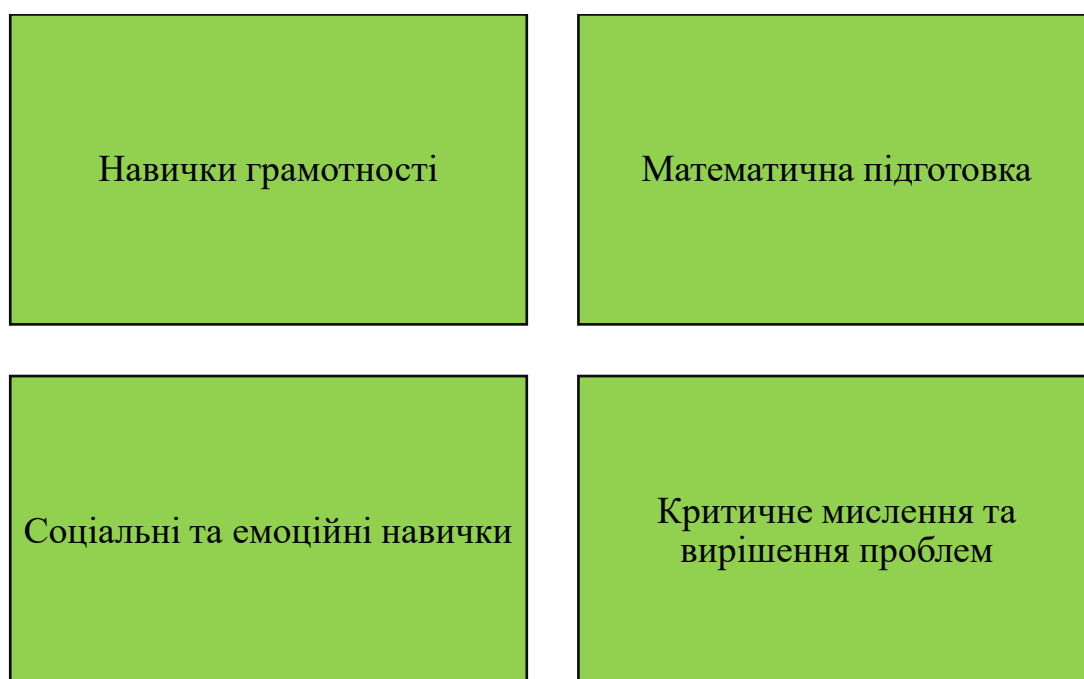 Навички грамотності
Математична підготовка
Соціальні та емоційні навички
Критичне мислення та
вирішення проблем